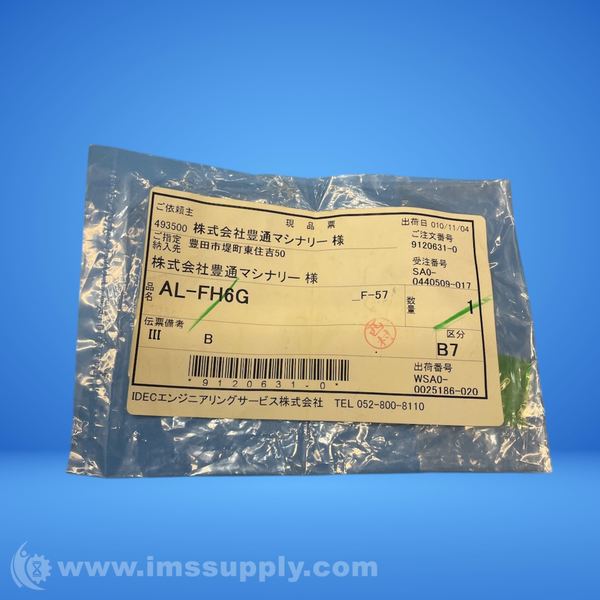 ご依頼主
現品票
出荷日 010/11/04
493500 株式会社豊通マシナリー 様
ご注文番号
9120631-0
ご指定
納入先 豊田市堤町東住吉50
株式会社豊通マシナリー 様
受注番号
SA0-
0440509-017
品名 AL-FH6G
F-57
数量 1
伝票備考
III B
区分
B7
*9120631-0*
出荷番号
WSA0-
0025186-020
IDECエンジニアリングサービス株式会社 TEL 052-800-8110
www.imssupply.com